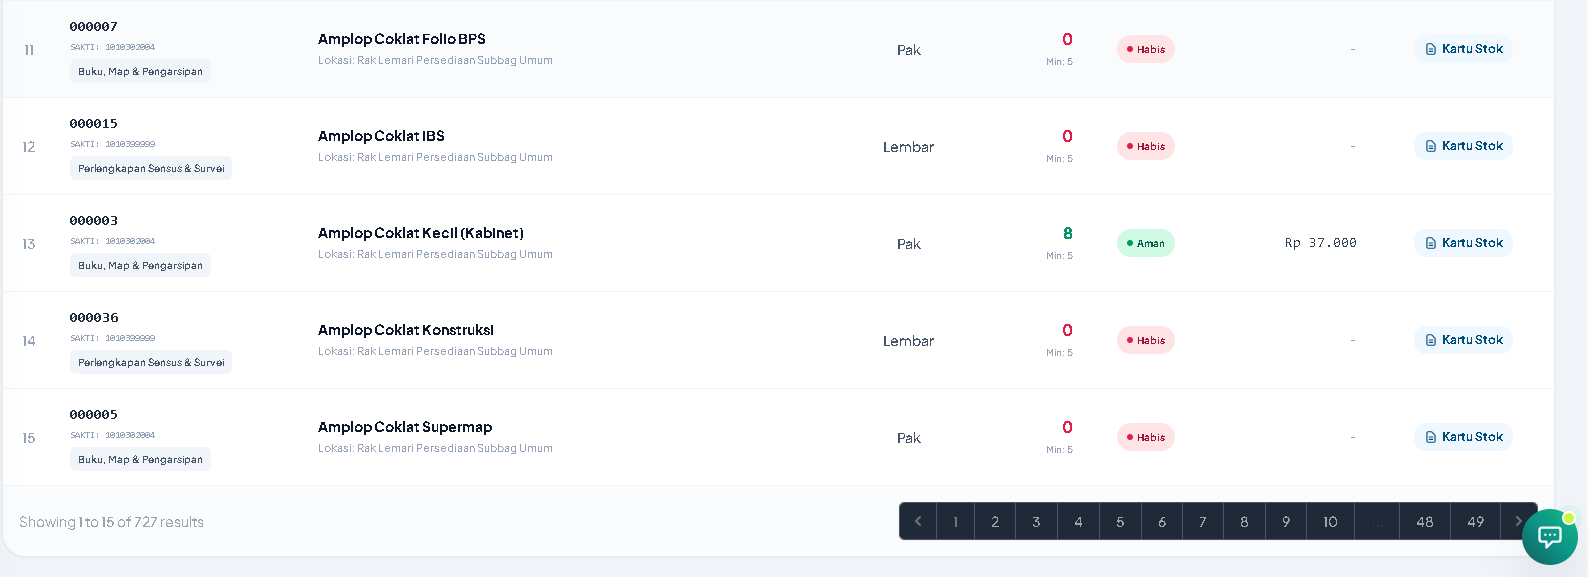 11
000007
SAKTI: 1010302004
Buku, Map & Pengarsipan
Amplop Coklat Folio BPS
Lokasi: Rak Lemari Persediaan Subbag Umum
Pak
0
Min: 5
Habis
-
Kartu Stok
12
000015
SAKTI: 1010399999
Perlengkapan Sensus & Survei
Amplop Coklat IBS
Lokasi: Rak Lemari Persediaan Subbag Umum
Lembar
0
Min: 5
Habis
-
Kartu Stok
13
000003
SAKTI: 1010302004
Buku, Map & Pengarsipan
Amplop Coklat Kecil (Kabinet)
Lokasi: Rak Lemari Persediaan Subbag Umum
Pak
8
Min: 5
Aman
Rp 37.000
Kartu Stok
14
000036
SAKTI: 1010399999
Perlengkapan Sensus & Survei
Amplop Coklat Konstruksi
Lokasi: Rak Lemari Persediaan Subbag Umum
Lembar
0
Min: 5
Habis
-
Kartu Stok
15
000005
SAKTI: 1010302004
Buku, Map & Pengarsipan
Amplop Coklat Supermap
Lokasi: Rak Lemari Persediaan Subbag Umum
Pak
0
Min: 5
Habis
-
Kartu Stok
Showing 1 to 15 of 727 results
1 2 3 4 5 6 7 8 9 10 ... 48 49